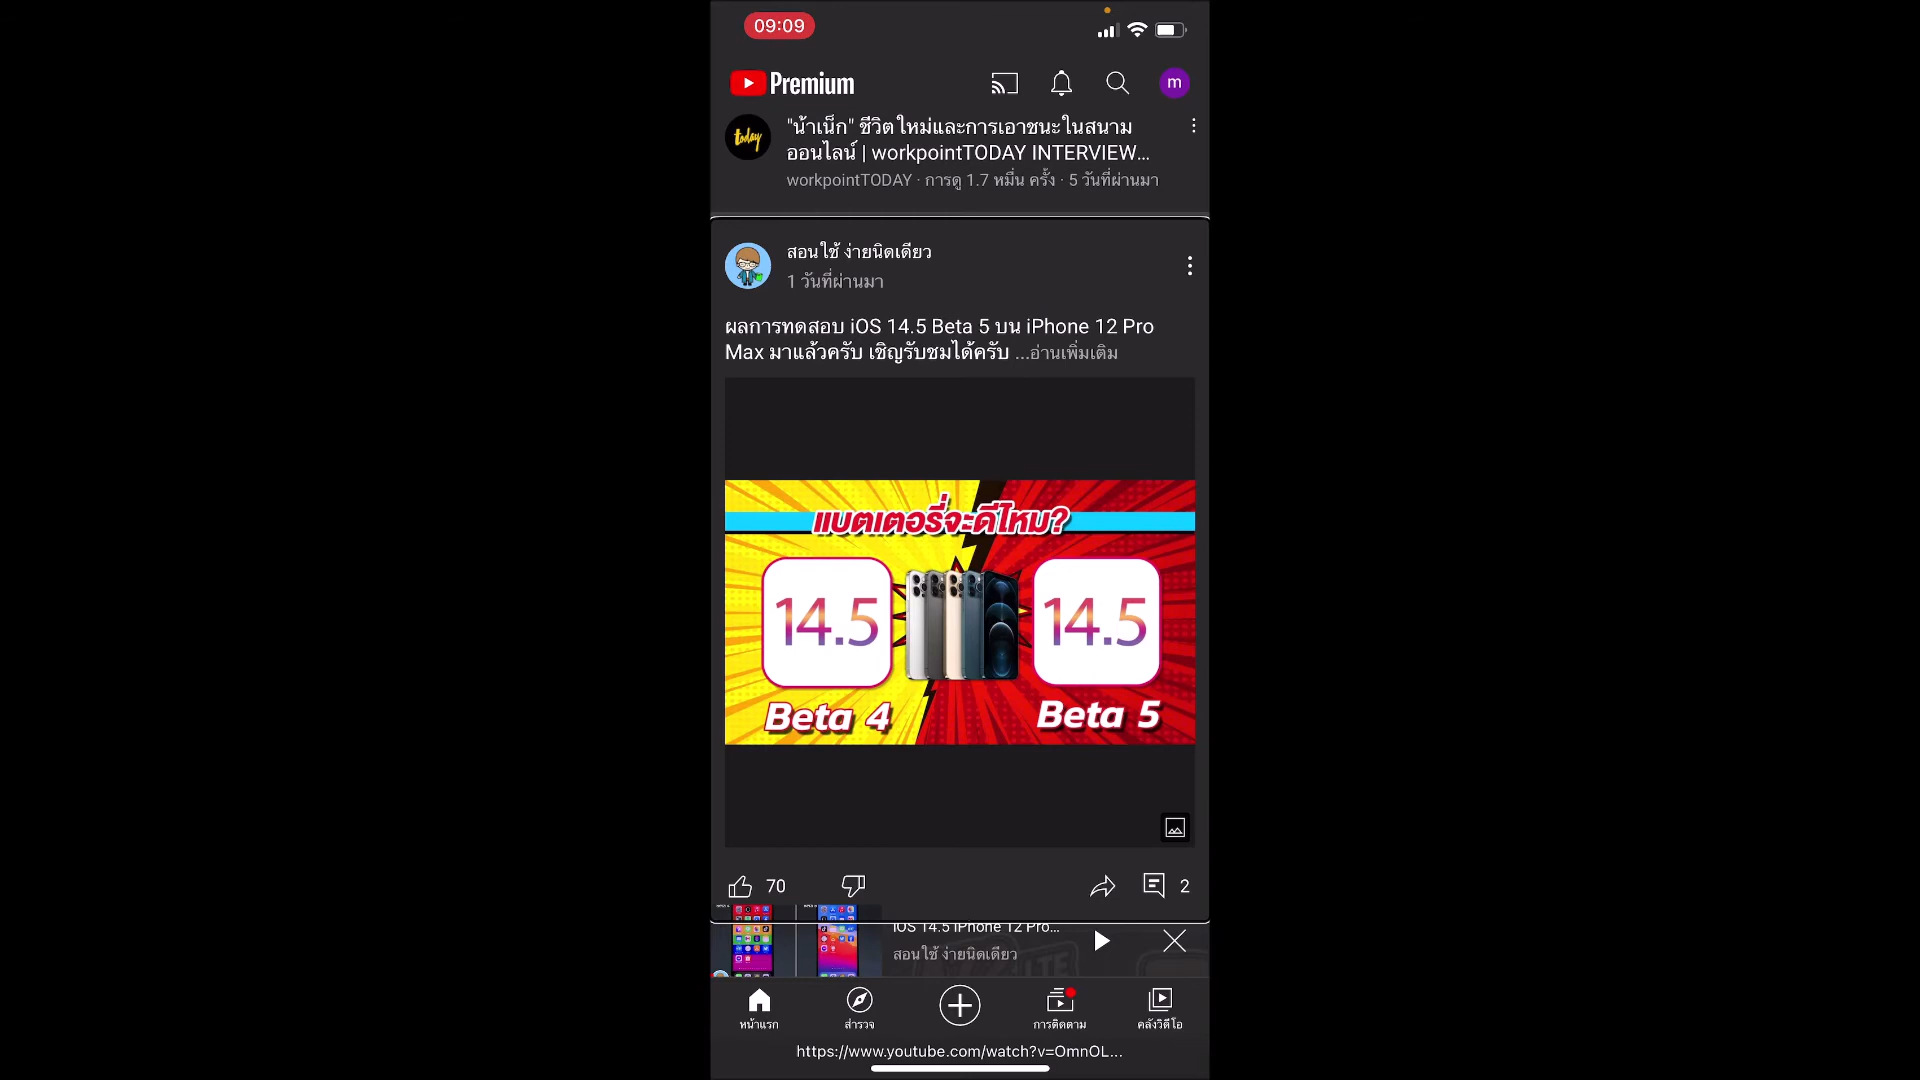 09:09
Premium
m
today
"น้าเน็ก" ชีวิตใหม่และการเอาชนะในสนาม
ออนไลน์ | workpointTODAY INTERVIEW...
workpointTODAY · การดู 1.7 หมื่น ครั้ง · 5 วันที่ผ่านมา
สอนใช้ ง่ายนิดเดียว
1 วันที่ผ่านมา
ผลการทดสอบ iOS 14.5 Beta 5 บน iPhone 12 Pro
Max มาแล้วครับ เชิญรับชมได้ครับ ...อ่านเพิ่มเติม
แบตเตอรี่จะดีไหม?
14.5
14.5
Beta 4
Beta 5
70
2
iOS 14.5 iPhone 12 Pro...
สอนใช้ ง่ายนิดเดียว
หน้าแรก
สำรวจ
การติดตาม
คลังวิดีโอ
https://www.youtube.com/watch?v=OmnOL...